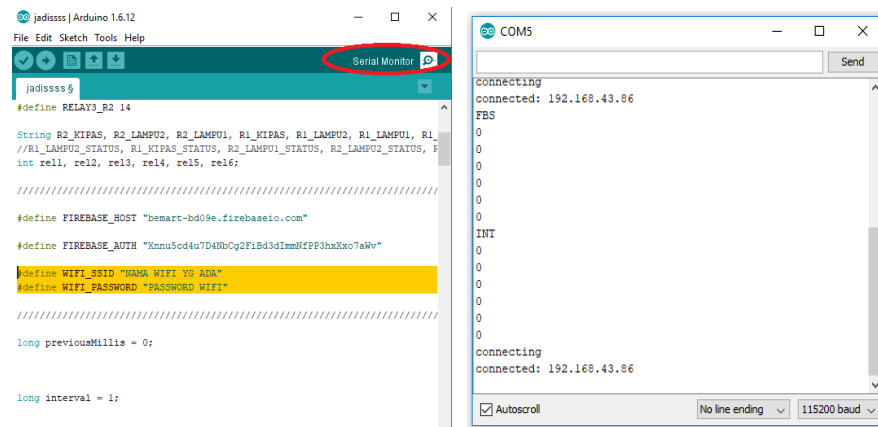 jadissss | Arduino 1.6.12
File Edit Sketch Tools Help
Serial Monitor
jadissss §
#define RELAY3_R2 14
String R2_KIPAS, R2_LAMPU2, R2_LAMPU1, R1_KIPAS, R1_LAMPU2, R1_LAMPU1, R1_
//R1_LAMPU2_STATUS, R1_KIPAS_STATUS, R2_LAMPU1_STATUS, R2_LAMPU2_STATUS,
int rel1, rel2, rel3, rel4, rel5, rel6;
////////////////////////////////////////////////////////////////////////
#define FIREBASE_HOST "bemart-bd09e.firebaseio.com"
#define FIREBASE_AUTH "Xnnu5cd4u7D4NbCg2FiBd3dImmNfPP3hxXxo7aWv"
#define WIFI_SSID "NAMA WIFI YG ADA"
#define WIFI_PASSWORD "PASSWORD WIFI"
////////////////////////////////////////////////////////////////////////
long previousMillis = 0;
long interval = 1;
COM5
Send
connecting
connected: 192.168.43.86
FBS
0
0
0
0
0
0
INT
0
0
0
0
0
0
connecting
connected: 192.168.43.86
Autoscroll
No line ending
115200 baud